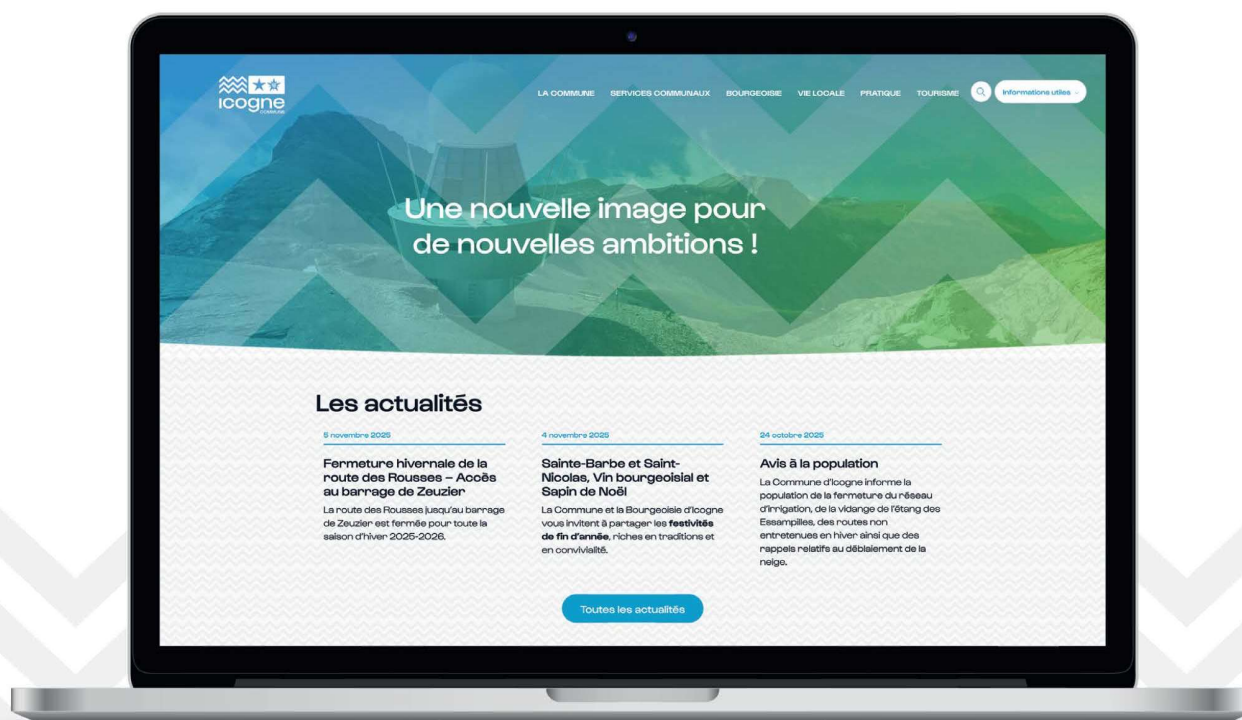 icogne
COMMUNE
LA COMMUNE SERVICES COMMUNAUX BOURGEOISIE VIE LOCALE PRATIQUE TOURISME Informations utiles
Une nouvelle image pour
de nouvelles ambitions !
Les actualités
5 novembre 2025
Fermeture hivernale de la
route des Rousses – Accès
au barrage de Zeuzier
La route des Rousses jusqu'au barrage
de Zeuzier est fermée pour toute la
saison d'hiver 2025-2026.
4 novembre 2025
Sainte-Barbe et Saint-
Nicolas, Vin bourgeoisial et
Sapin de Noël
La Commune et la Bourgeoisie d'Icogne
vous invitent à partager les festivités
de fin d'année, riches en traditions et
en convivialité.
24 octobre 2025
Avis à la population
La Commune d'Icogne informe la
population de la fermeture du réseau
d'irrigation, de la vidange de l'étang des
Essampilles, des routes non
entretenues en hiver ainsi que des
rappels relatifs au déblaiement de la
neige.
Toutes les actualités